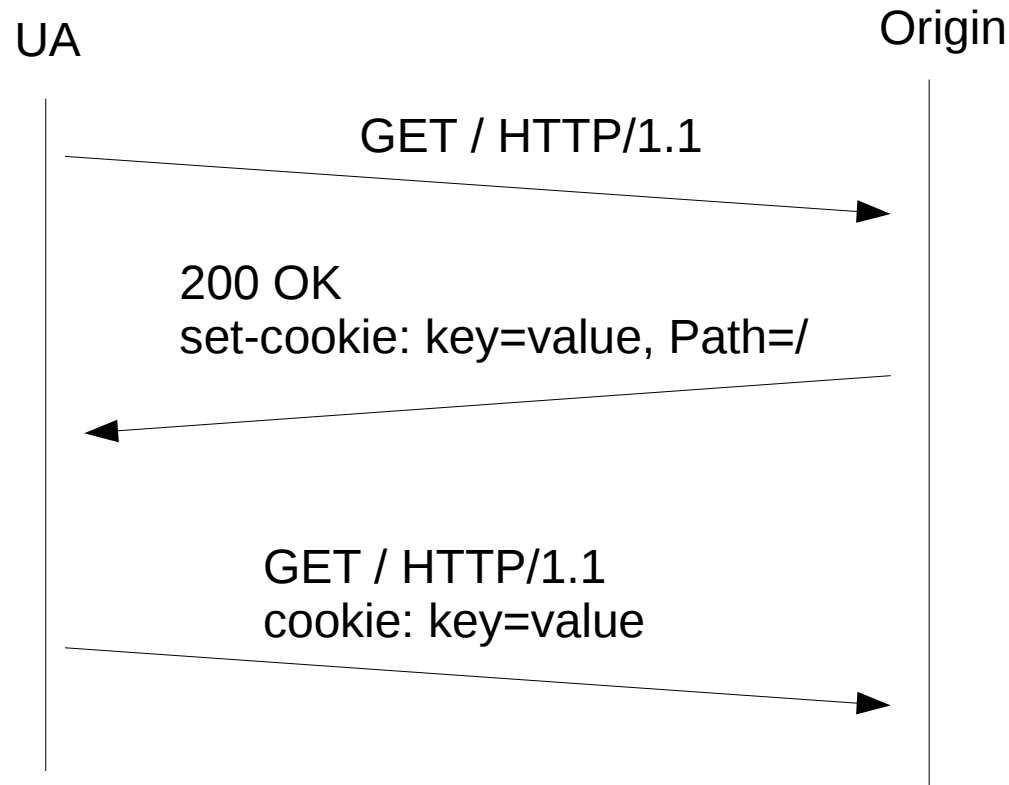 UA
Origin
GET / HTTP/1.1
200 OK
set-cookie: key=value, Path=/
GET / HTTP/1.1
cookie: key=value